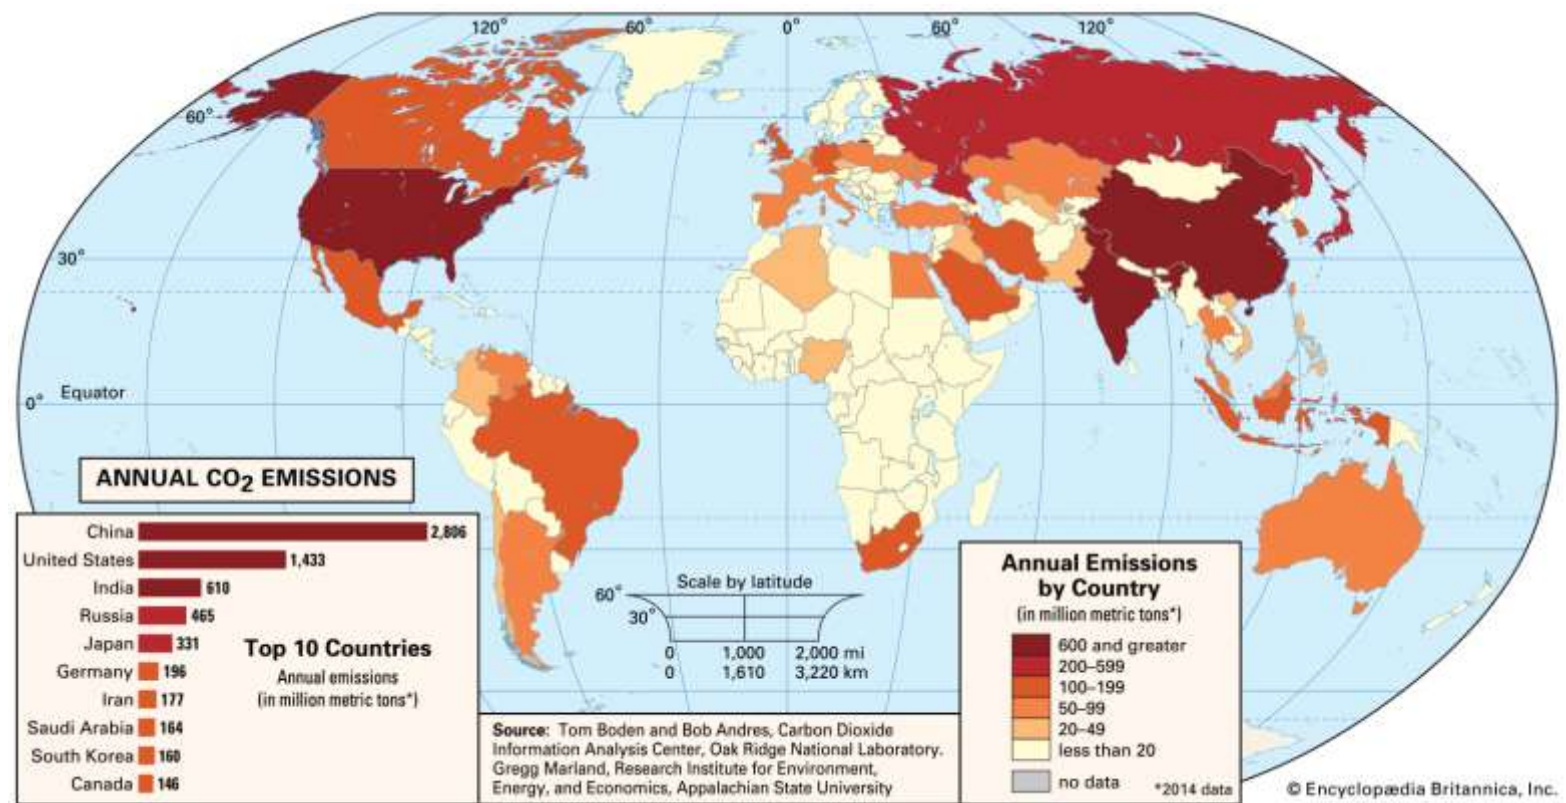 120° 60° 0° 60° 120°
60°
30°
Equator
0°
ANNUAL CO2 EMISSIONS
China 2,806
United States 1,433
India 610
Russia 465
Japan 331
Germany 196
Iran 177
Saudi Arabia 164
South Korea 160
Canada 146
Top 10 Countries
Annual emissions
(in million metric tons*)
Scale by latitude
60°
30°
0 1,000 2,000 mi
0 1,610 3,220 km
Source: Tom Boden and Bob Andres, Carbon Dioxide
Information Analysis Center, Oak Ridge National Laboratory.
Gregg Marland, Research Institute for Environment,
Energy, and Economics, Appalachian State University
Annual Emissions
by Country
(in million metric tons*)
600 and greater
200–599
100–199
50–99
20–49
less than 20
no data
*2014 data
© Encyclopædia Britannica, Inc.